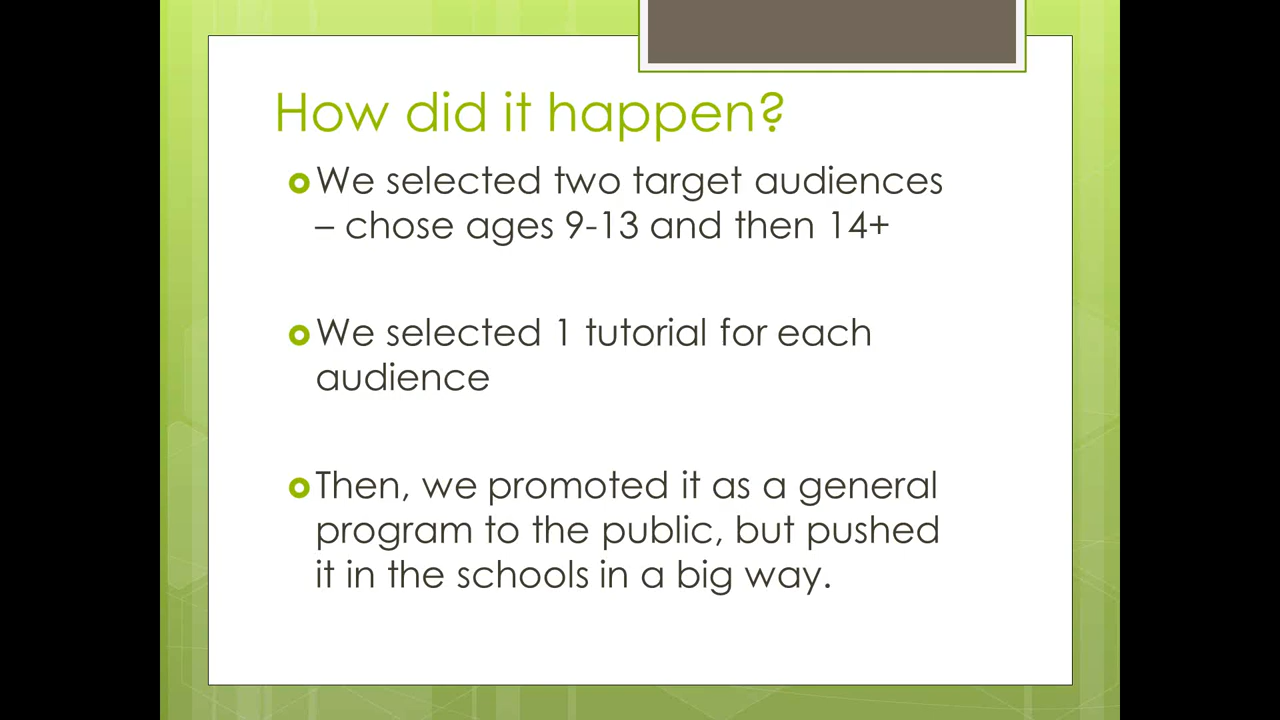 How did it happen?
We selected two target audiences
– chose ages 9-13 and then 14+
We selected 1 tutorial for each
audience
Then, we promoted it as a general
program to the public, but pushed
it in the schools in a big way.